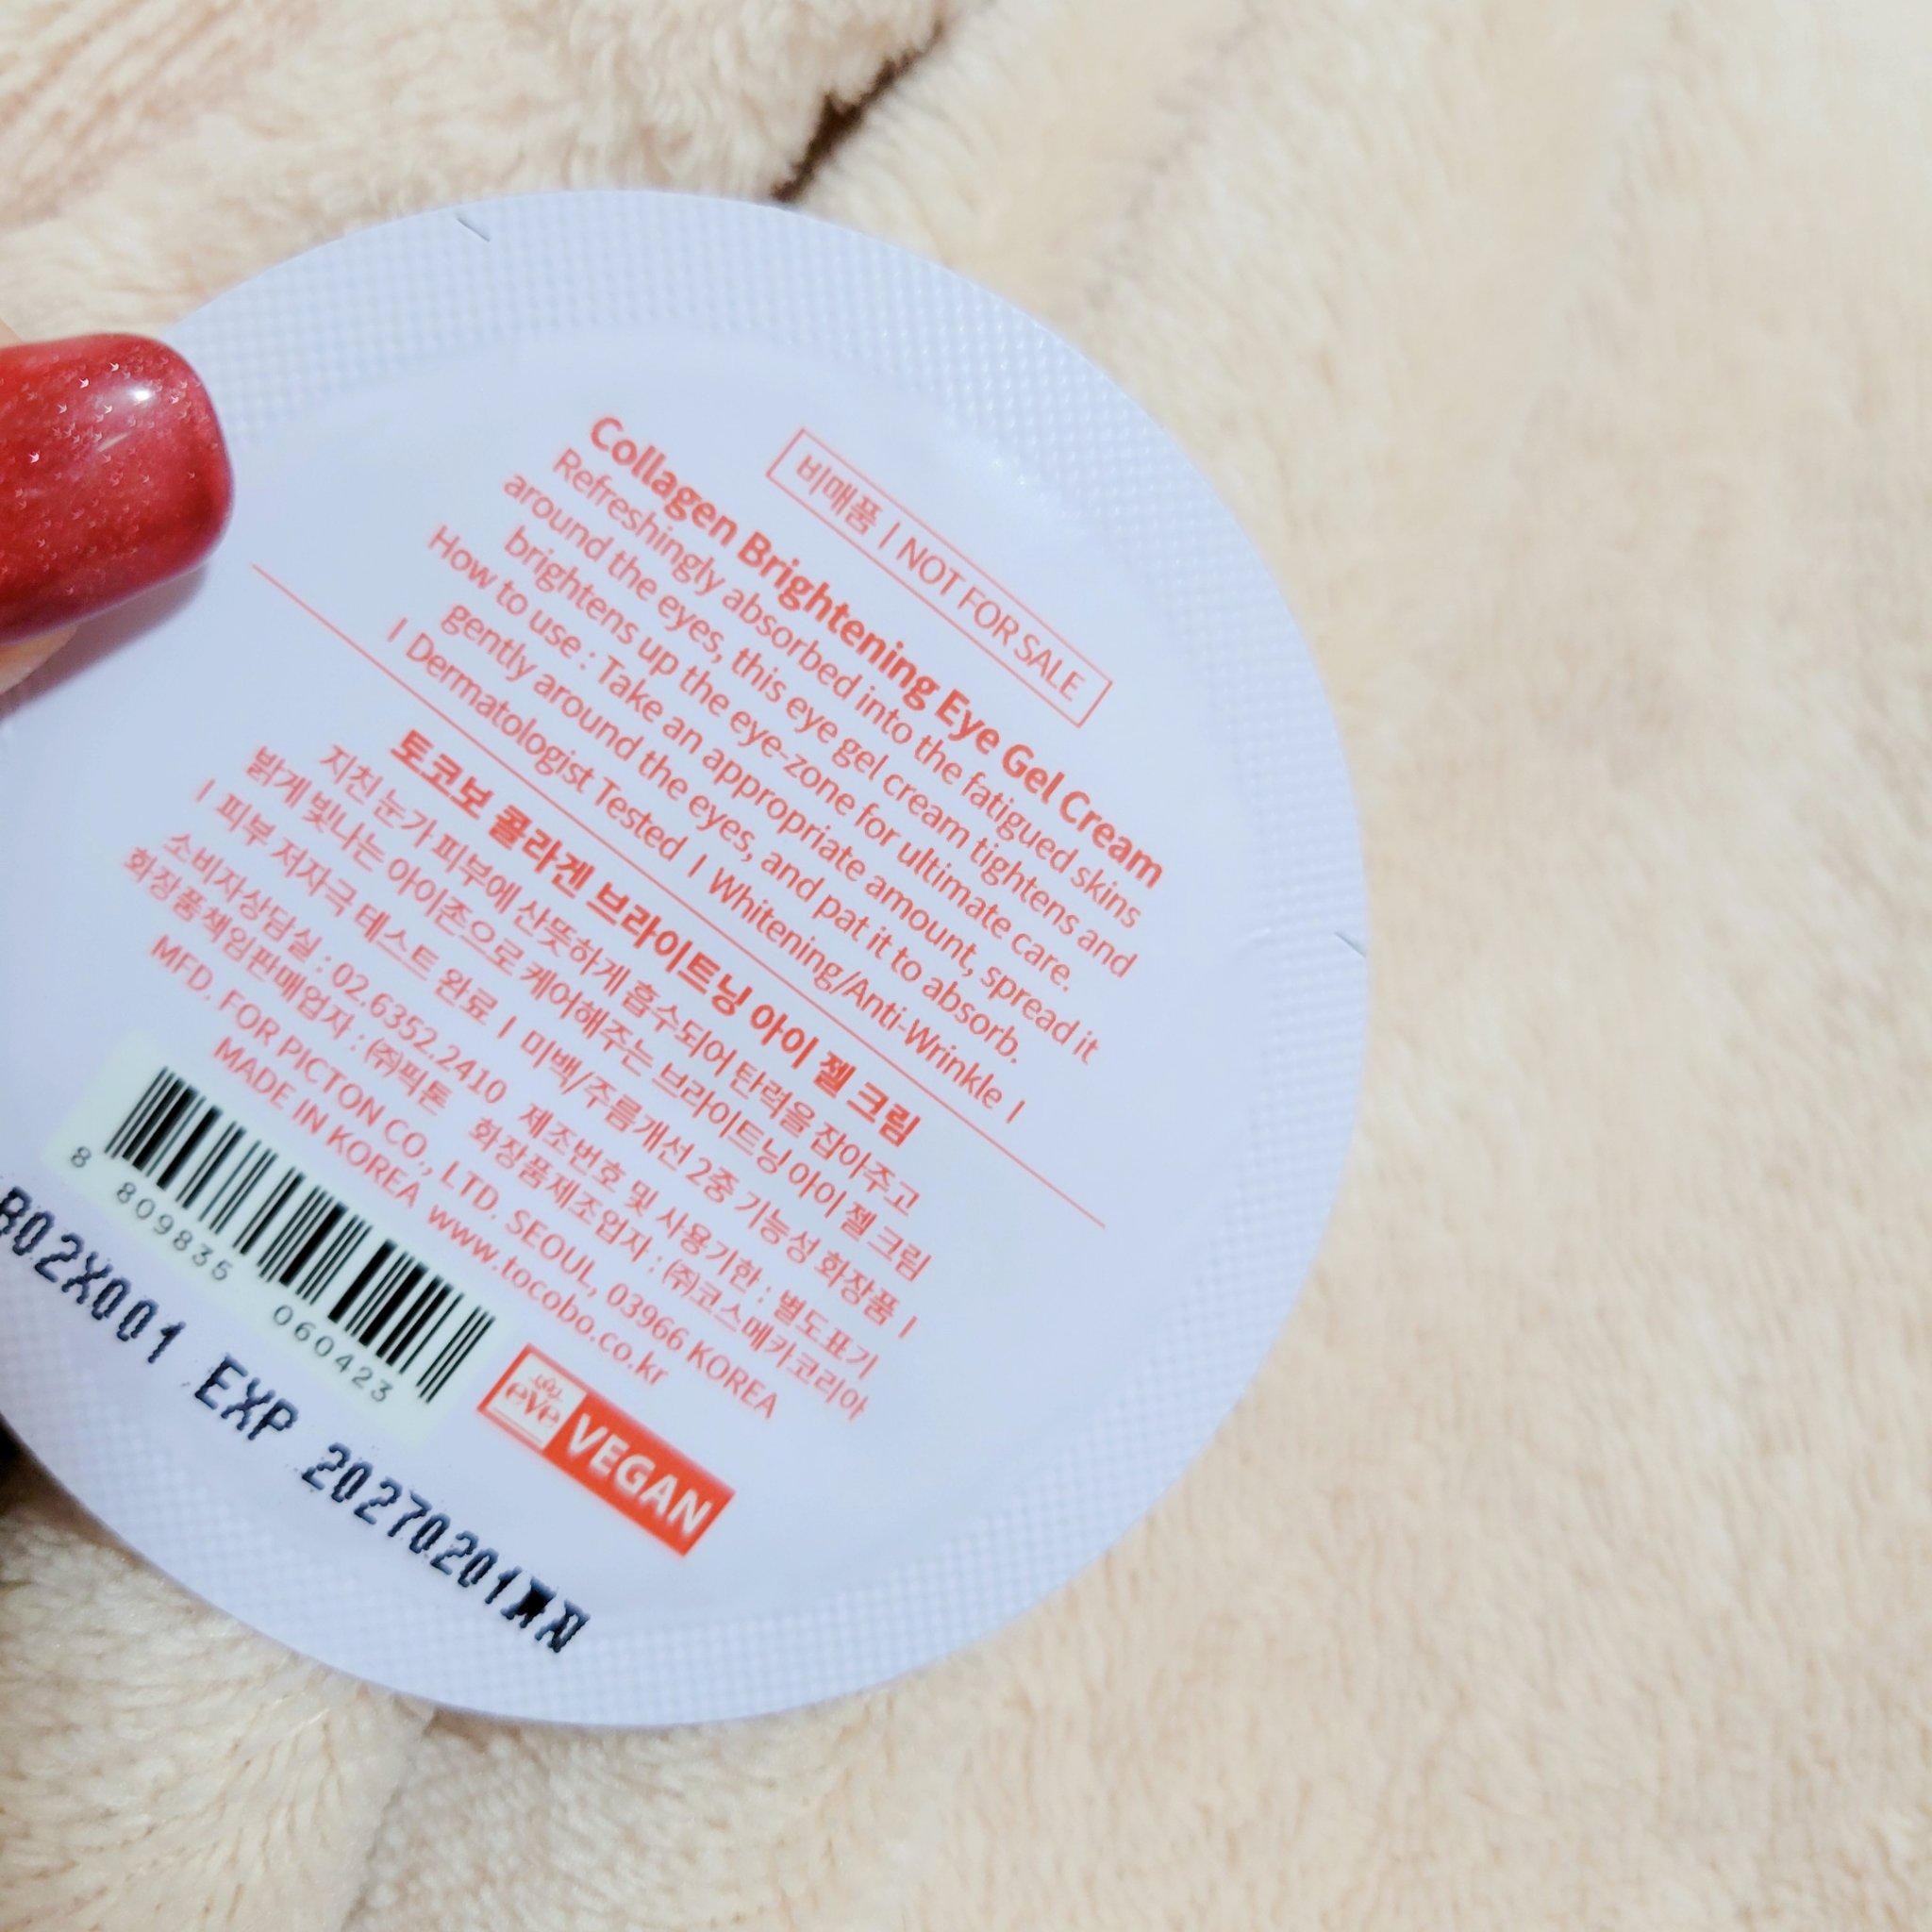 비매품 | NOT FOR SALE
Collagen Brightening Eye Gel Cream
Refreshingly absorbed into the fatigued skins
around the eyes, this eye gel cream tightens and
brightens up the eye-zone for ultimate care.
How to use : Take an appropriate amount, spread it
gently around the eyes, and pat it to absorb.
| Dermatologist Tested | Whitening/Anti-Wrinkle |
토코보 콜라겐 브라이트닝 아이 젤 크림
지친 눈가 피부에 산뜻하게 흡수되어 탄력을 잡아주고
밝게 빛나는 아이존으로 케어해주는 브라이트닝 아이 젤 크림
| 피부 저자극 테스트 완료 | 미백/주름개선 2중 기능성 화장품 |
소비자상담실 : 02.6352.2410 제조번호 및 사용기한 : 별도표기
화장품책임판매업자 : ㈜픽톤 화장품제조업자 : ㈜코스메카코리아
MFD. FOR PICTON CO., LTD. SEOUL, 03966 KOREA
MADE IN KOREA www.tocobo.co.kr
8 809835 060423
eve VEGAN
B02X001 EXP 20270201까지